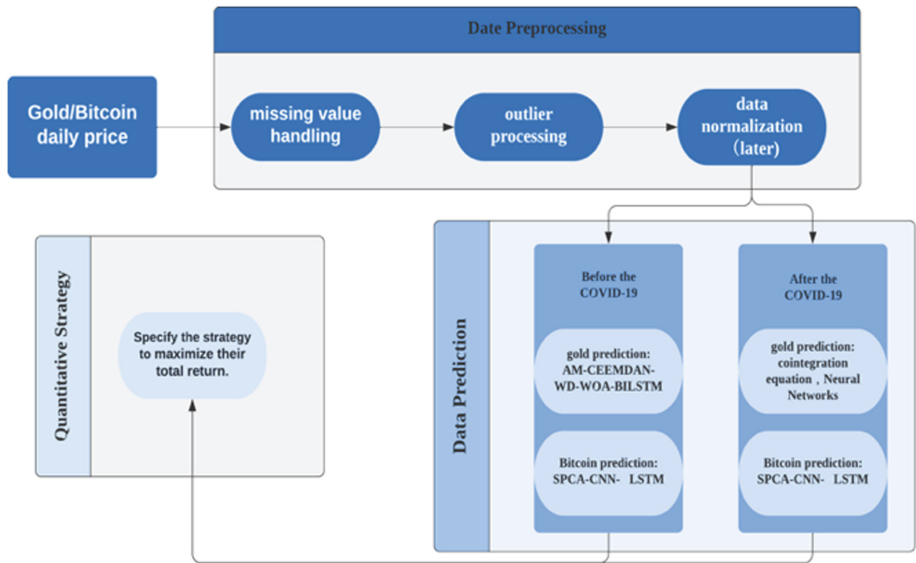 Date Preprocessing
Gold/Bitcoin
daily price
missing value
handling
outlier
processing
data
normalization
（later)
Data Prediction
Before the
COVID-19
gold prediction:
AM-CEEMDAN-
WD-WOA-BILSTM
Bitcoin prediction:
SPCA-CNN- LSTM
After the
COVID-19
gold prediction:
cointegration
equation，Neural
Networks
Bitcoin prediction:
SPCA-CNN- LSTM
Quantitative Strategy
Specify the strategy
to maximize their
total return.